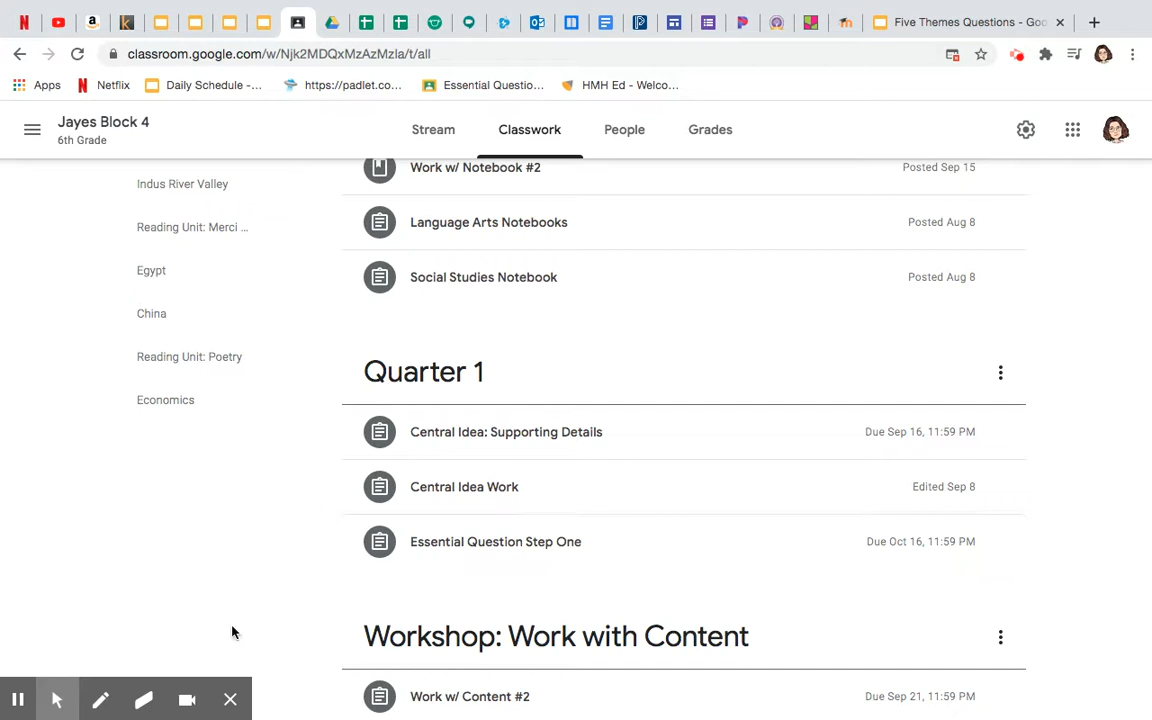 Five Themes Questions - Goo
classroom.google.com/w/Njk2MDQxMzAzMzla/t/all
Apps
Netflix
Daily Schedule -...
https://padlet.co...
Essential Questio...
HMH Ed - Welco...
Jayes Block 4
6th Grade
Stream
Classwork
People
Grades
Indus River Valley
Reading Unit: Merci ...
Egypt
China
Reading Unit: Poetry
Economics
Work w/ Notebook #2
Posted Sep 15
Language Arts Notebooks
Posted Aug 8
Social Studies Notebook
Posted Aug 8
Quarter 1
Central Idea: Supporting Details
Due Sep 16, 11:59 PM
Central Idea Work
Edited Sep 8
Essential Question Step One
Due Oct 16, 11:59 PM
Workshop: Work with Content
Work w/ Content #2
Due Sep 21, 11:59 PM